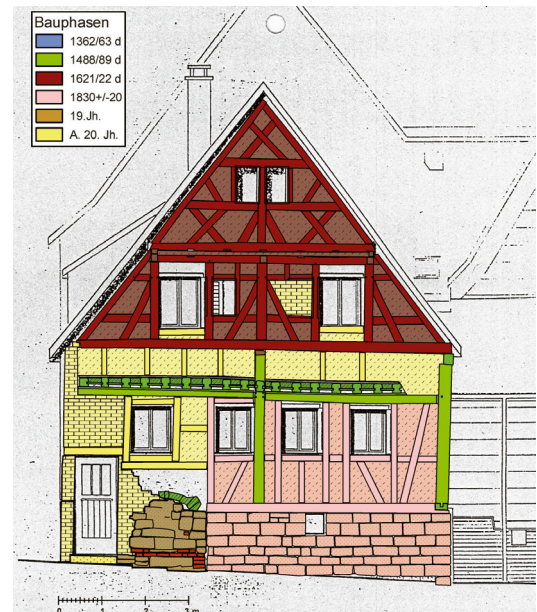 Bauphasen
1362/63 d
1488/89 d
1621/22 d
1830+/-20
19.Jh.
A. 20. Jh.
0 1 2 3 m